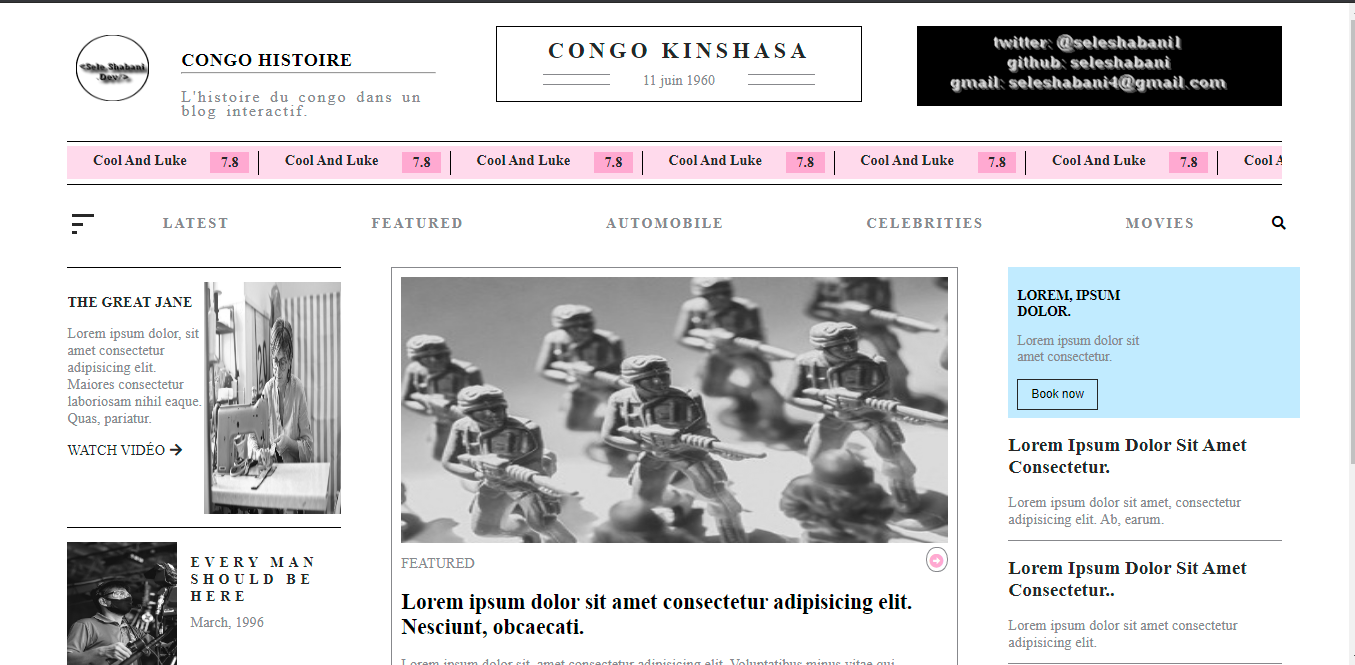 <Sele Shabani
Dev/>
CONGO HISTOIRE
L'histoire du congo dans un
blog interactif.
CONGO KINSHASA
11 juin 1960
twitter: @seleshabani1
github: seleshabani
gmail: seleshabani4@gmail.com
Cool And Luke 7.8 Cool And Luke 7.8 Cool And Luke 7.8 Cool And Luke 7.8 Cool And Luke 7.8 Cool And Luke 7.8 Cool A
LATEST FEATURED AUTOMOBILE CELEBRITIES MOVIES
THE GREAT JANE
Lorem ipsum dolor, sit
amet consectetur
adipisicing elit.
Maiores consectetur
laboriosam nihil eaque.
Quas, pariatur.
WATCH VIDÉO
EVERY MAN
SHOULD BE
HERE
March, 1996
FEATURED
Lorem ipsum dolor sit amet consectetur adipisicing elit.
Nesciunt, obcaecati.
Lorem ipsum dolor sit, amet consectetur adipisicing elit. Voluptatibus minus vitae qui
LOREM, IPSUM
DOLOR.
Lorem ipsum dolor sit
amet consectetur.
Book now
Lorem Ipsum Dolor Sit Amet
Consectetur.
Lorem ipsum dolor sit amet, consectetur
adipisicing elit. Ab, earum.
Lorem Ipsum Dolor Sit Amet
Consectetur..
Lorem ipsum dolor sit amet, consectetur
adipisicing elit.